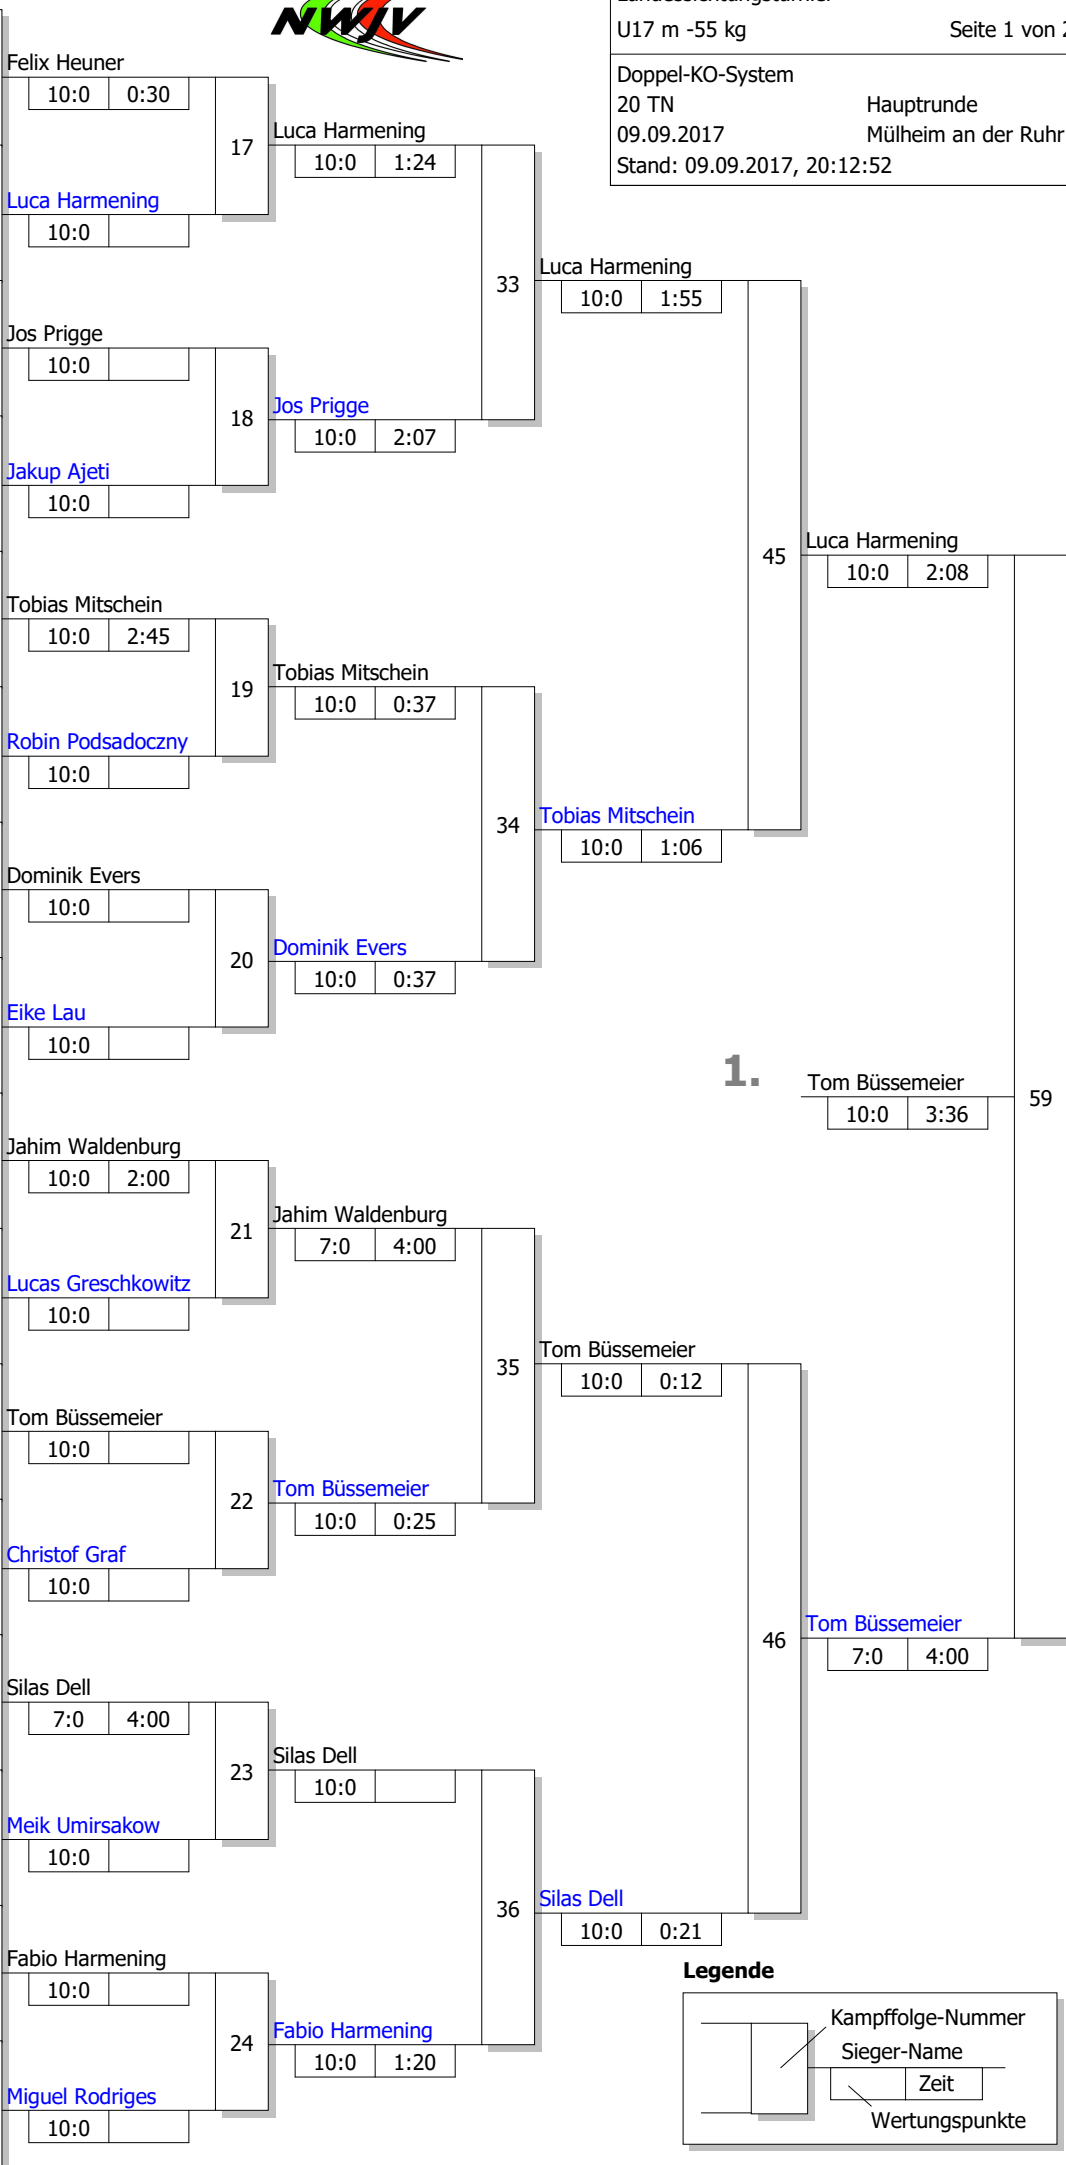 NWJV
U17 m -55 kg
Seite 1 von
Doppel-KO-System
20 TN Hauptrunde
09.09.2017 Mülheim an der Ruhr
Stand: 09.09.2017, 20:12:52
Felix Heuner
10:0 0:30
17
Luca Harmening
10:0 1:24
Luca Harmening
10:0
33
Luca Harmening
10:0 1:55
Jos Prigge
10:0
18
Jos Prigge
10:0 2:07
Jakup Ajeti
10:0
45
Luca Harmening
10:0 2:08
Tobias Mitschein
10:0 2:45
19
Tobias Mitschein
10:0 0:37
Robin Podsadoczny
10:0
34
Tobias Mitschein
10:0 1:06
Dominik Evers
10:0
20
Dominik Evers
10:0 0:37
Eike Lau
10:0
1.
Tom Büssemeier
10:0 3:36
59
Jahim Waldenburg
10:0 2:00
21
Jahim Waldenburg
7:0 4:00
Lucas Greschkowitz
10:0
35
Tom Büssemeier
10:0 0:12
Tom Büssemeier
10:0
22
Tom Büssemeier
10:0 0:25
Christof Graf
10:0
46
Tom Büssemeier
7:0 4:00
Silas Dell
7:0 4:00
23
Silas Dell
10:0
Meik Umirsakow
10:0
36
Silas Dell
10:0 0:21
Fabio Harmening
10:0
24
Fabio Harmening
10:0 1:20
Miguel Rodriges
10:0
Legende
Kampffolge-Nummer
Sieger-Name
Zeit
Wertungspunkte